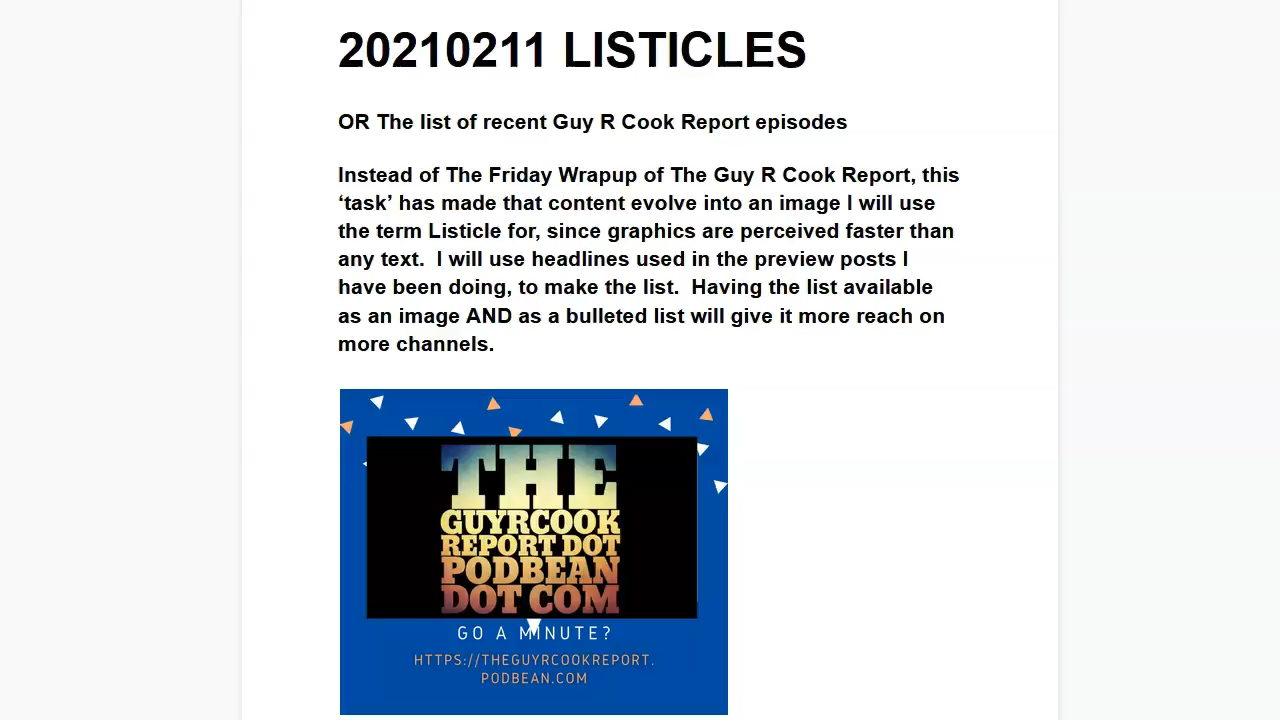 20210211 LISTICLES
OR The list of recent Guy R Cook Report episodes
Instead of The Friday Wrapup of The Guy R Cook Report, this
‘task’ has made that content evolve into an image I will use
the term Listicle for, since graphics are perceived faster than
any text.  I will use headlines used in the preview posts I
have been doing, to make the list.  Having the list available
as an image AND as a bulleted list will give it more reach on
more channels.
THE
GUYRCOOK
REPORT DOT
PODBEAN
DOT COM
GO A MINUTE?
HTTPS://THEGUYRCOOKREPORT.
PODBEAN.COM